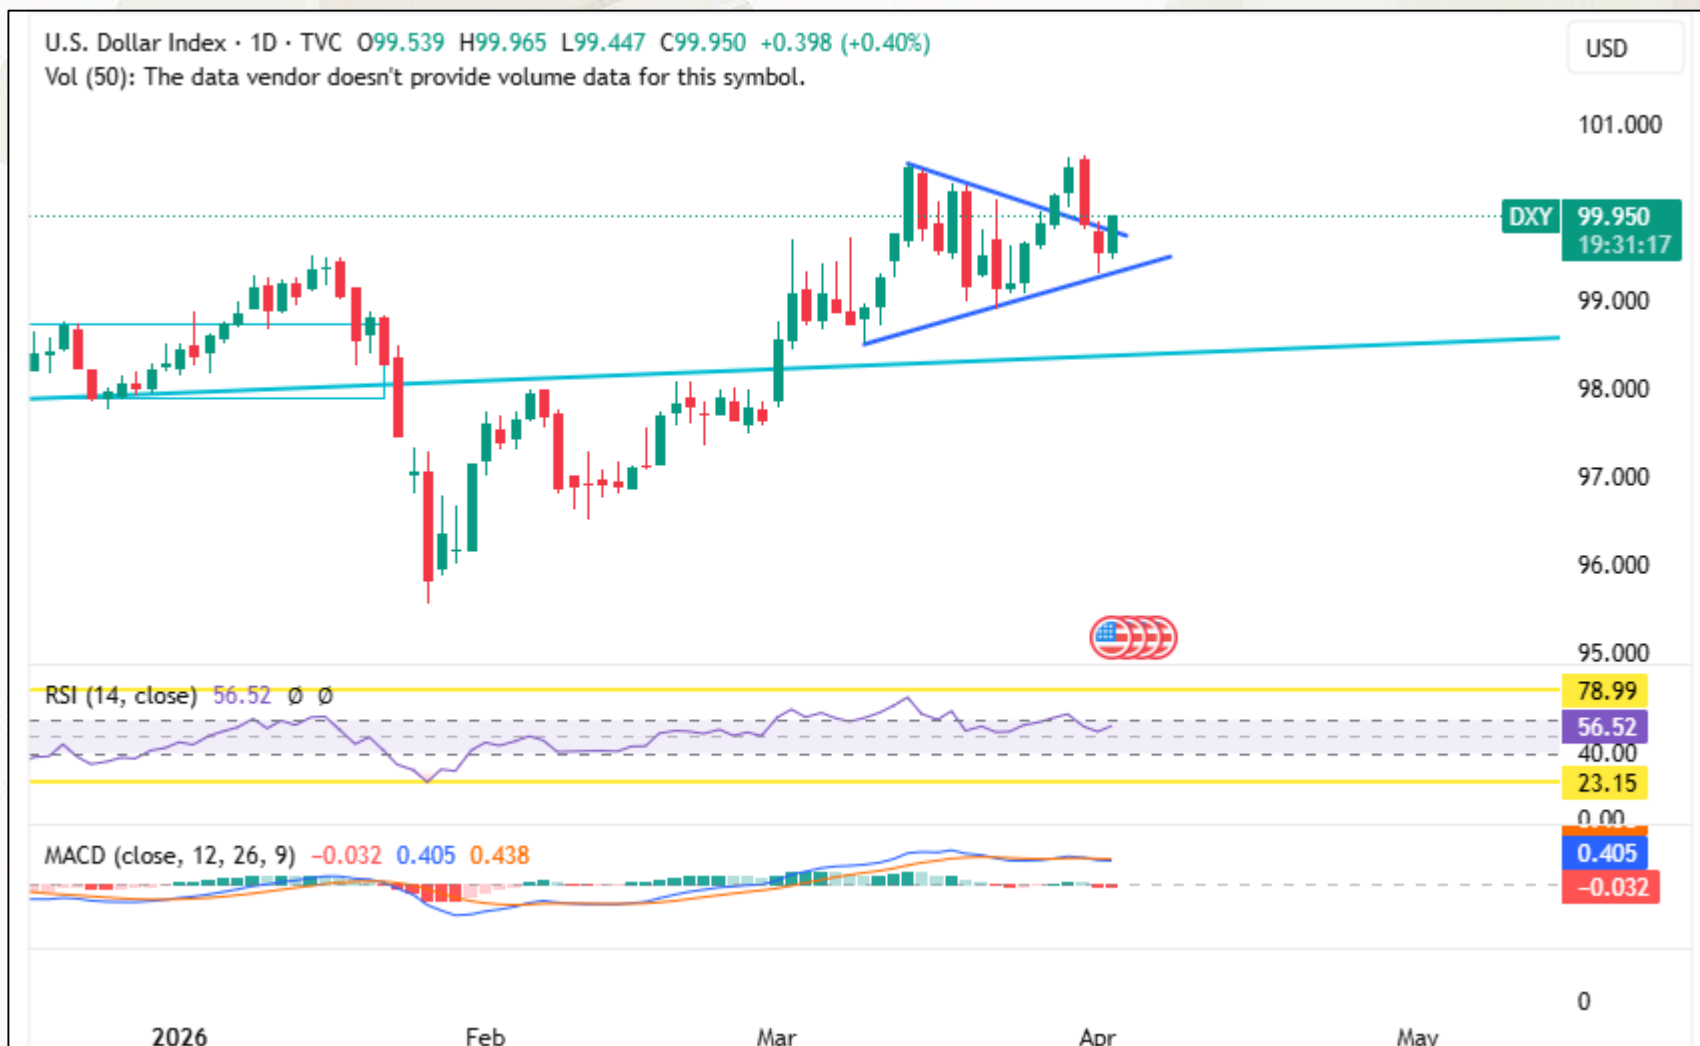 U.S. Dollar Index · 1D · TVC O99.539 H99.965 L99.447 C99.950 +0.398 (+0.40%)
USD
Vol (50): The data vendor doesn't provide volume data for this symbol.
101.000
DXY 99.950
19:31:17
99.000
98.000
97.000
96.000
95.000
RSI (14, close) 56.52 Ø Ø
78.99
56.52
40.00
23.15
0.00
MACD (close, 12, 26, 9) −0.032 0.405 0.438
0.405
−0.032
0
2026 Feb Mar Apr May